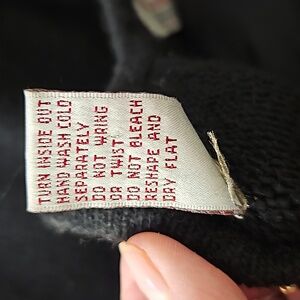 TURN INSIDE OUT
HAND WASH COLD
SEPARATELY
DO NOT WRING
OR TWIST
DO NOT BLEACH
RESHAPE AND
DRY FLAT